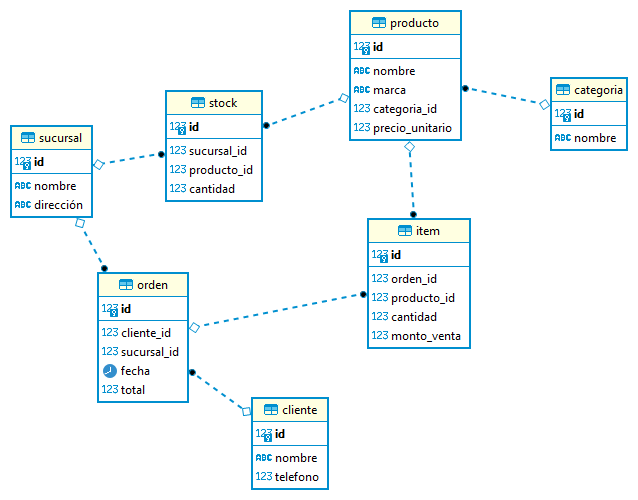 producto
123 id
ABC nombre
ABC marca
123 categoria_id
123 precio_unitario
categoria
123 id
ABC nombre
stock
123 id
123 sucursal_id
123 producto_id
123 cantidad
sucursal
123 id
ABC nombre
ABC dirección
item
123 id
123 orden_id
123 producto_id
123 cantidad
123 monto_venta
orden
123 id
123 cliente_id
123 sucursal_id
fecha
123 total
cliente
123 id
ABC nombre
123 telefono